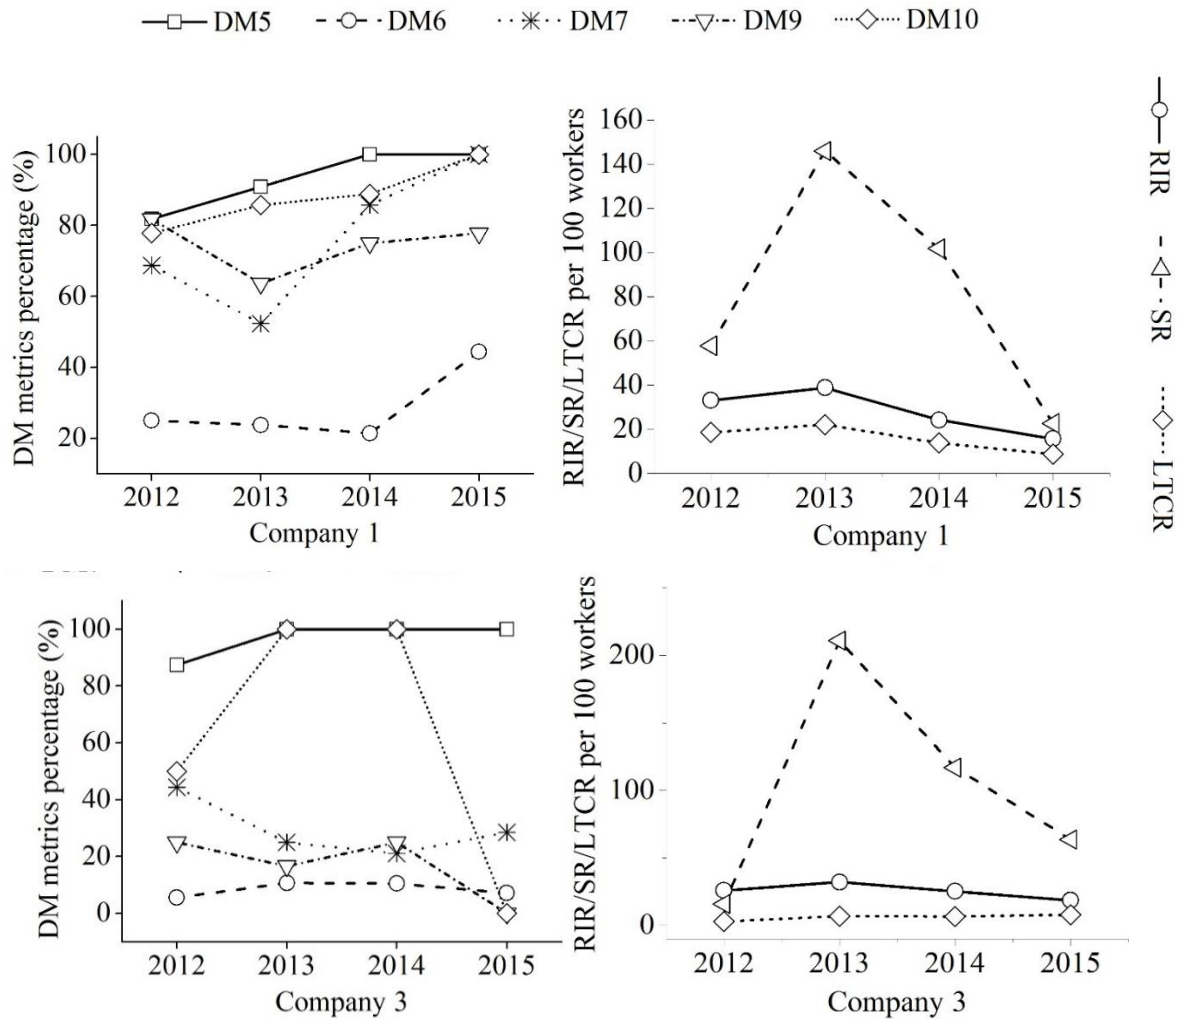 DM5 DM6 DM7 DM9 DM10
DM metrics percentage (%)
100
80
60
40
20
2012 2013 2014 2015
Company 1
RIR/SR/LTCR per 100 workers
160
140
120
100
80
60
40
20
0
2012 2013 2014 2015
Company 1
RIR
SR
LTCR
DM metrics percentage (%)
100
80
60
40
20
0
2012 2013 2014 2015
Company 3
RIR/SR/LTCR per 100 workers
200
100
0
2012 2013 2014 2015
Company 3